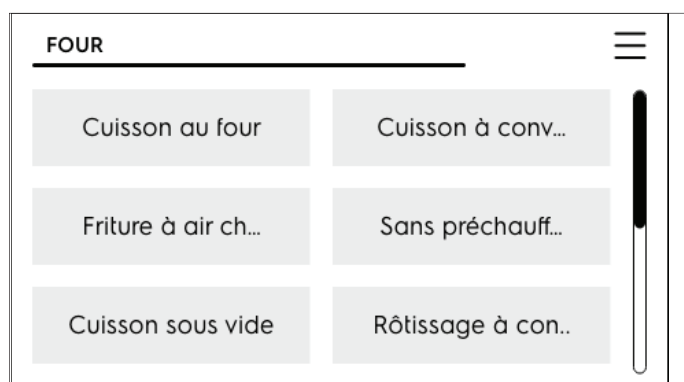 FOUR
Cuisson au four
Cuisson à conv...
Friture à air ch...
Sans préchauff...
Cuisson sous vide
Rôtissage à con..